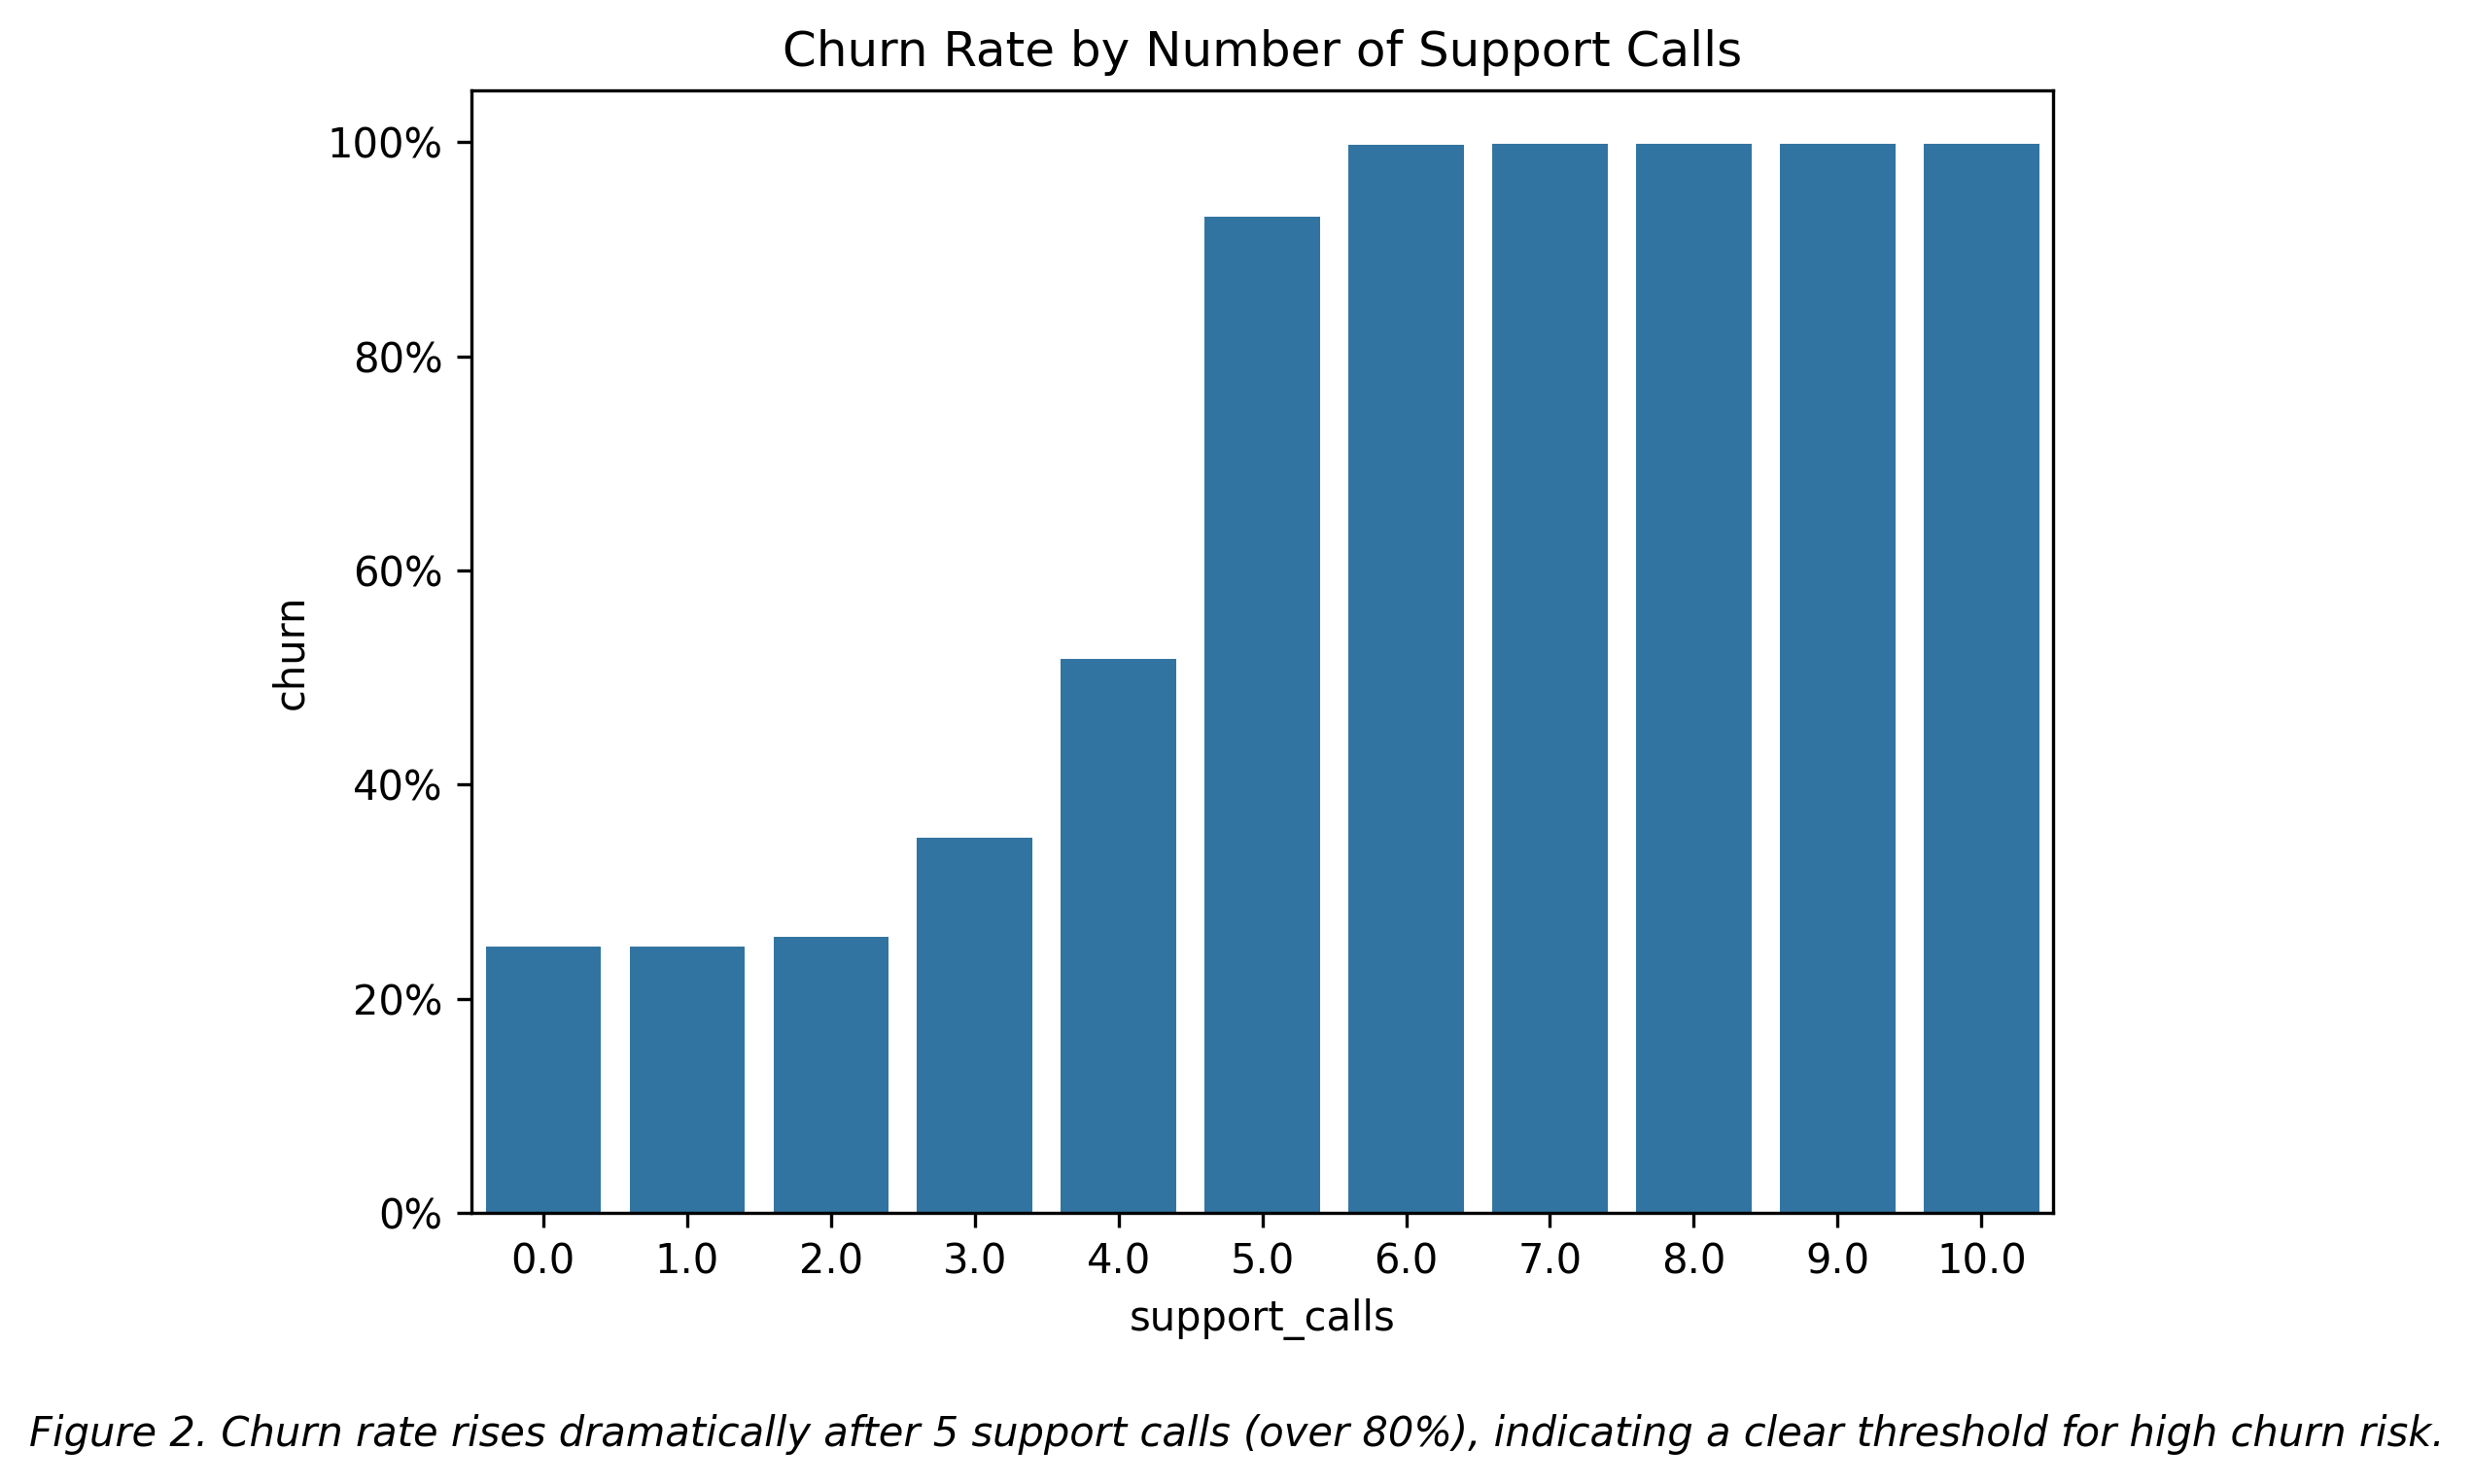 Churn Rate by Number of Support Calls
100%
80%
60%
40%
20%
0%
churn
0.0 1.0 2.0 3.0 4.0 5.0 6.0 7.0 8.0 9.0 10.0
support_calls
Figure 2. Churn rate rises dramatically after 5 support calls (over 80%), indicating a clear threshold for high churn risk.